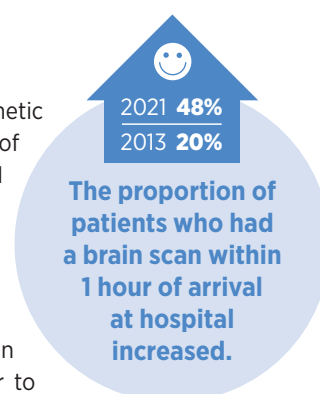 netic
of
2021 48%
2013 20%
The proportion of
patients who had
a brain scan within
1 hour of arrival
at hospital
increased.
n
r to